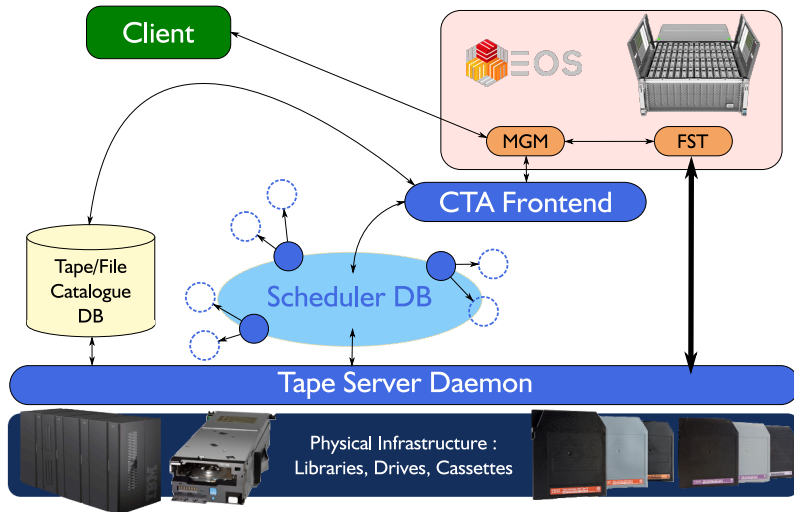 Client
EOS
MGM
FST
CTA Frontend
Tape/File
Catalogue
DB
Scheduler DB
Tape Server Daemon
Physical Infrastructure :
Libraries, Drives, Cassettes
IBM